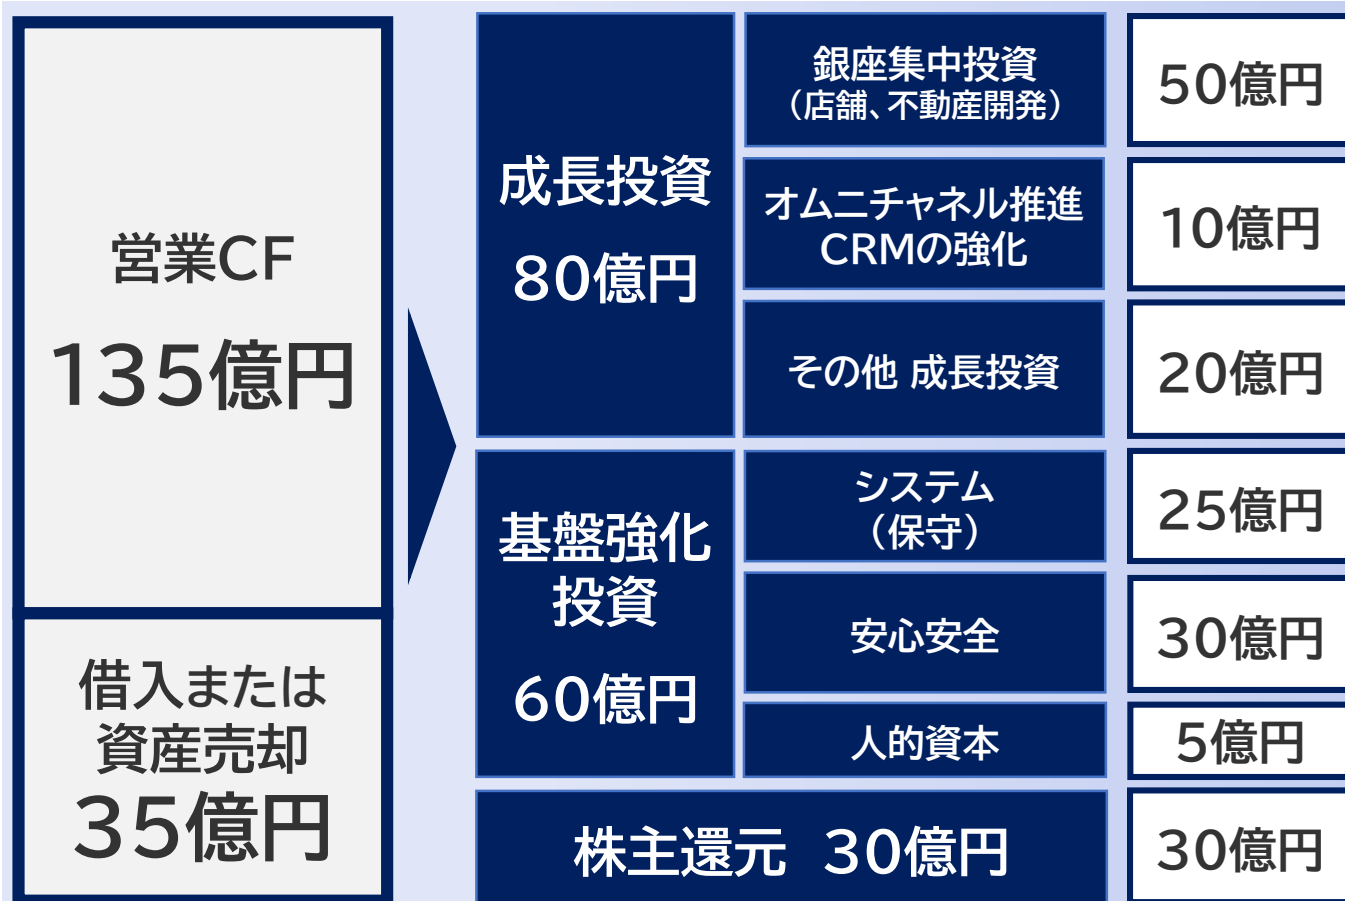 営業CF
135億円
借入または
資産売却
35億円
成長投資
80億円
銀座集中投資
（店舗、不動産開発）
50億円
オムニチャネル推進
CRMの強化
10億円
その他 成長投資
20億円
基盤強化
投資
60億円
システム
（保守）
25億円
安心安全
30億円
人的資本
5億円
株主還元 30億円
30億円